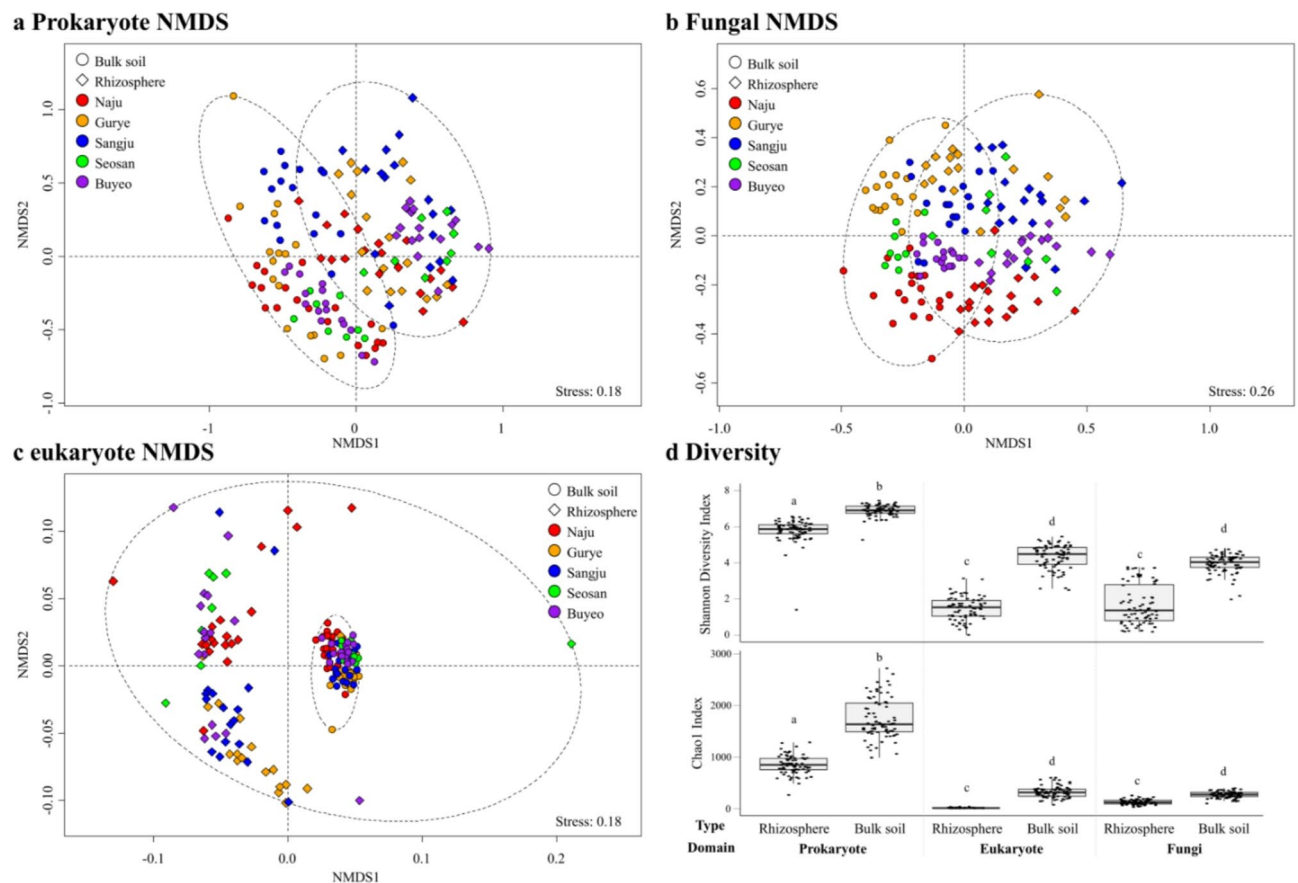 a Prokaryote NMDS
Bulk soil
Rhizosphere
Naju
Gurye
Sangju
Seosan
Buyeo
1.0
0.5
0.0
-0.5
-1.0
NMDS2
-1
0
1
NMDS1
Stress: 0.18
b Fungal NMDS
Bulk soil
Rhizosphere
Naju
Gurye
Sangju
Seosan
Buyeo
0.6
0.4
0.2
0.0
-0.2
-0.4
-0.6
NMDS2
-1.0
-0.5
0.0
0.5
1.0
NMDS1
Stress: 0.26
c eukaryote NMDS
Bulk soil
Rhizosphere
Naju
Gurye
Sangju
Seosan
Buyeo
0.10
0.05
0.00
-0.05
-0.10
NMDS2
-0.1
0.0
0.1
0.2
NMDS1
Stress: 0.18
d Diversity
Shannon Diversity Index
8
6
4
2
0
a
b
c
d
c
d
Chao1 Index
3000
2000
1000
0
a
b
c
d
c
d
Type Rhizosphere Bulk soil Rhizosphere Bulk soil Rhizosphere Bulk soil
Domain Prokaryote Eukaryote Fungi